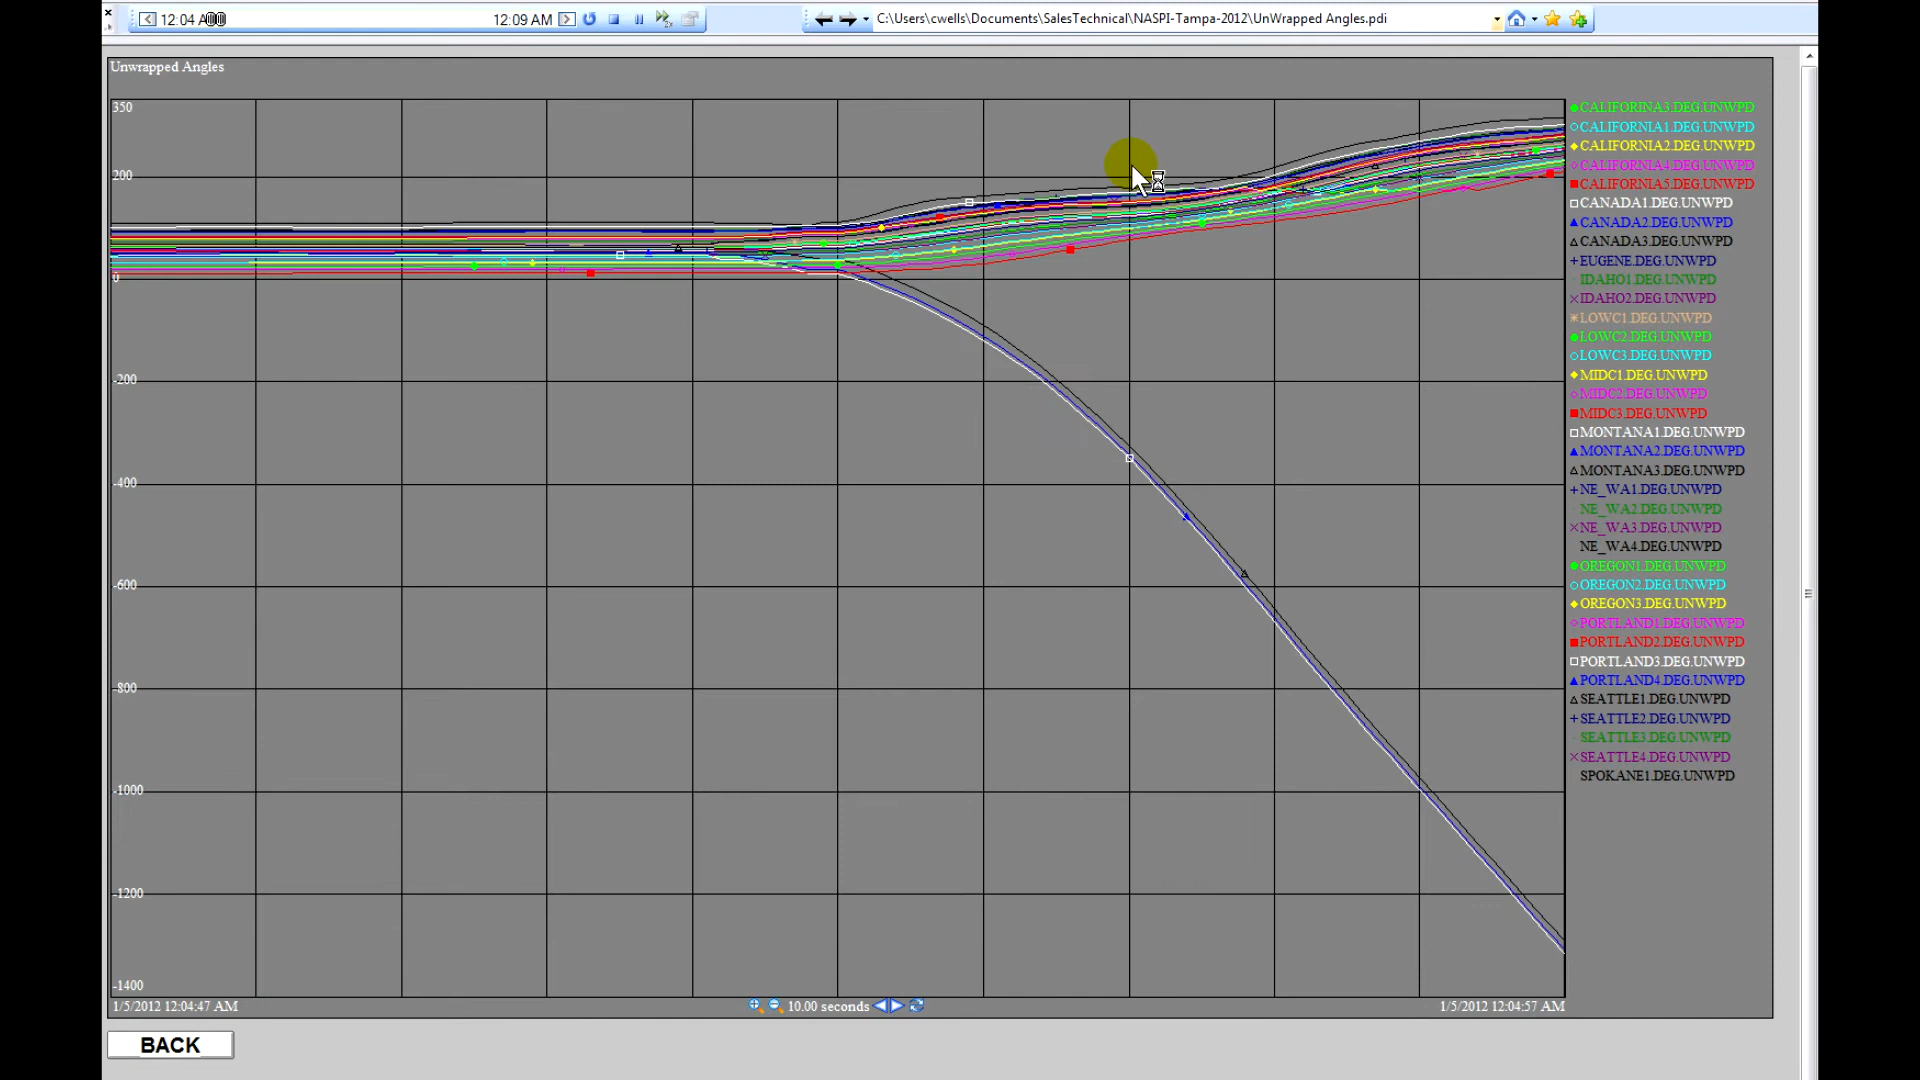 12:04 A
12:09 AM
C:\Users\cwells\Documents\SalesTechnical\NASPI-Tampa-2012\UnWrapped Angles.pdi
Unwrapped Angles
350
200
0
-200
-400
-600
-800
-1000
-1200
-1400
1/5/2012 12:04:47 AM
10.00 seconds
1/5/2012 12:04:57 AM
CALIFORINA3.DEG.UNWPD
CALIFORNIA1.DEG.UNWPD
CALIFORNIA2.DEG.UNWPD
CALIFORNIA4.DEG.UNWPD
CALIFORNIA5.DEG.UNWPD
CANADA1.DEG.UNWPD
CANADA2.DEG.UNWPD
CANADA3.DEG.UNWPD
EUGENE.DEG.UNWPD
IDAHO1.DEG.UNWPD
IDAHO2.DEG.UNWPD
LOWC1.DEG.UNWPD
LOWC2.DEG.UNWPD
LOWC3.DEG.UNWPD
MIDC1.DEG.UNWPD
MIDC2.DEG.UNWPD
MIDC3.DEG.UNWPD
MONTANA1.DEG.UNWPD
MONTANA2.DEG.UNWPD
MONTANA3.DEG.UNWPD
NE_WA1.DEG.UNWPD
NE_WA2.DEG.UNWPD
NE_WA3.DEG.UNWPD
NE_WA4.DEG.UNWPD
OREGON1.DEG.UNWPD
OREGON2.DEG.UNWPD
OREGON3.DEG.UNWPD
PORTLAND1.DEG.UNWPD
PORTLAND2.DEG.UNWPD
PORTLAND3.DEG.UNWPD
PORTLAND4.DEG.UNWPD
SEATTLE1.DEG.UNWPD
SEATTLE2.DEG.UNWPD
SEATTLE3.DEG.UNWPD
SEATTLE4.DEG.UNWPD
SPOKANE1.DEG.UNWPD
BACK